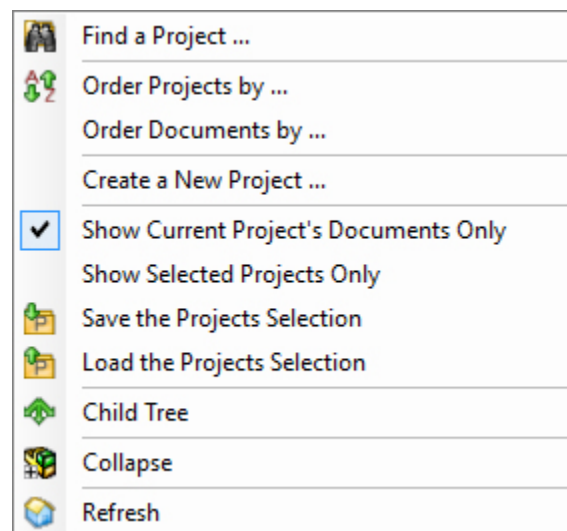 Find a Project ...
Order Projects by ...
Order Documents by ...
Create a New Project ...
Show Current Project's Documents Only
Show Selected Projects Only
Save the Projects Selection
Load the Projects Selection
Child Tree
Collapse
Refresh